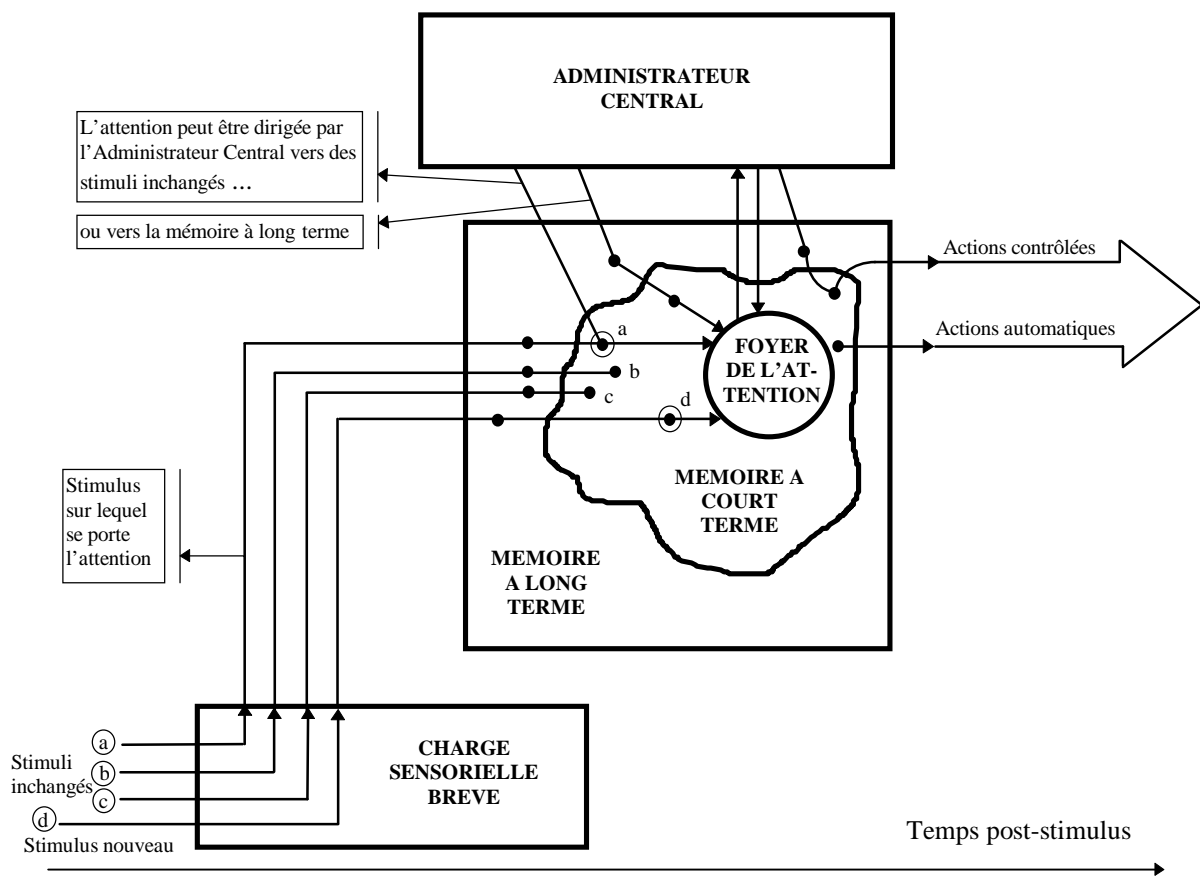 ADMINISTRATEUR
CENTRAL
L’attention peut être dirigée par
l’Administrateur Central vers des
stimuli inchangés …
ou vers la mémoire à long terme
Actions contrôlées
Actions automatiques
a
b
c
d
FOYER
DE L’AT-
TENTION
MEMOIRE A
COURT
TERME
MEMOIRE
A LONG
TERME
Stimulus
sur lequel
se porte
l’attention
CHARGE
SENSORIELLE
BREVE
a
Stimuli
inchangés
b
c
d
Stimulus nouveau
Temps post-stimulus